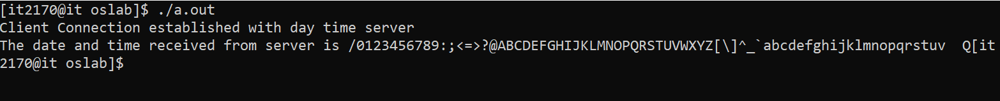 [it2170@it oslab]$ ./a.out
Client Connection established with day time server
The date and time received from server is /0123456789:;<=>?@ABCDEFGHIJKLMNOPQRSTUVWXYZ[\]^_`abcdefghijklmnopqrstuv  Q[it
2170@it oslab]$